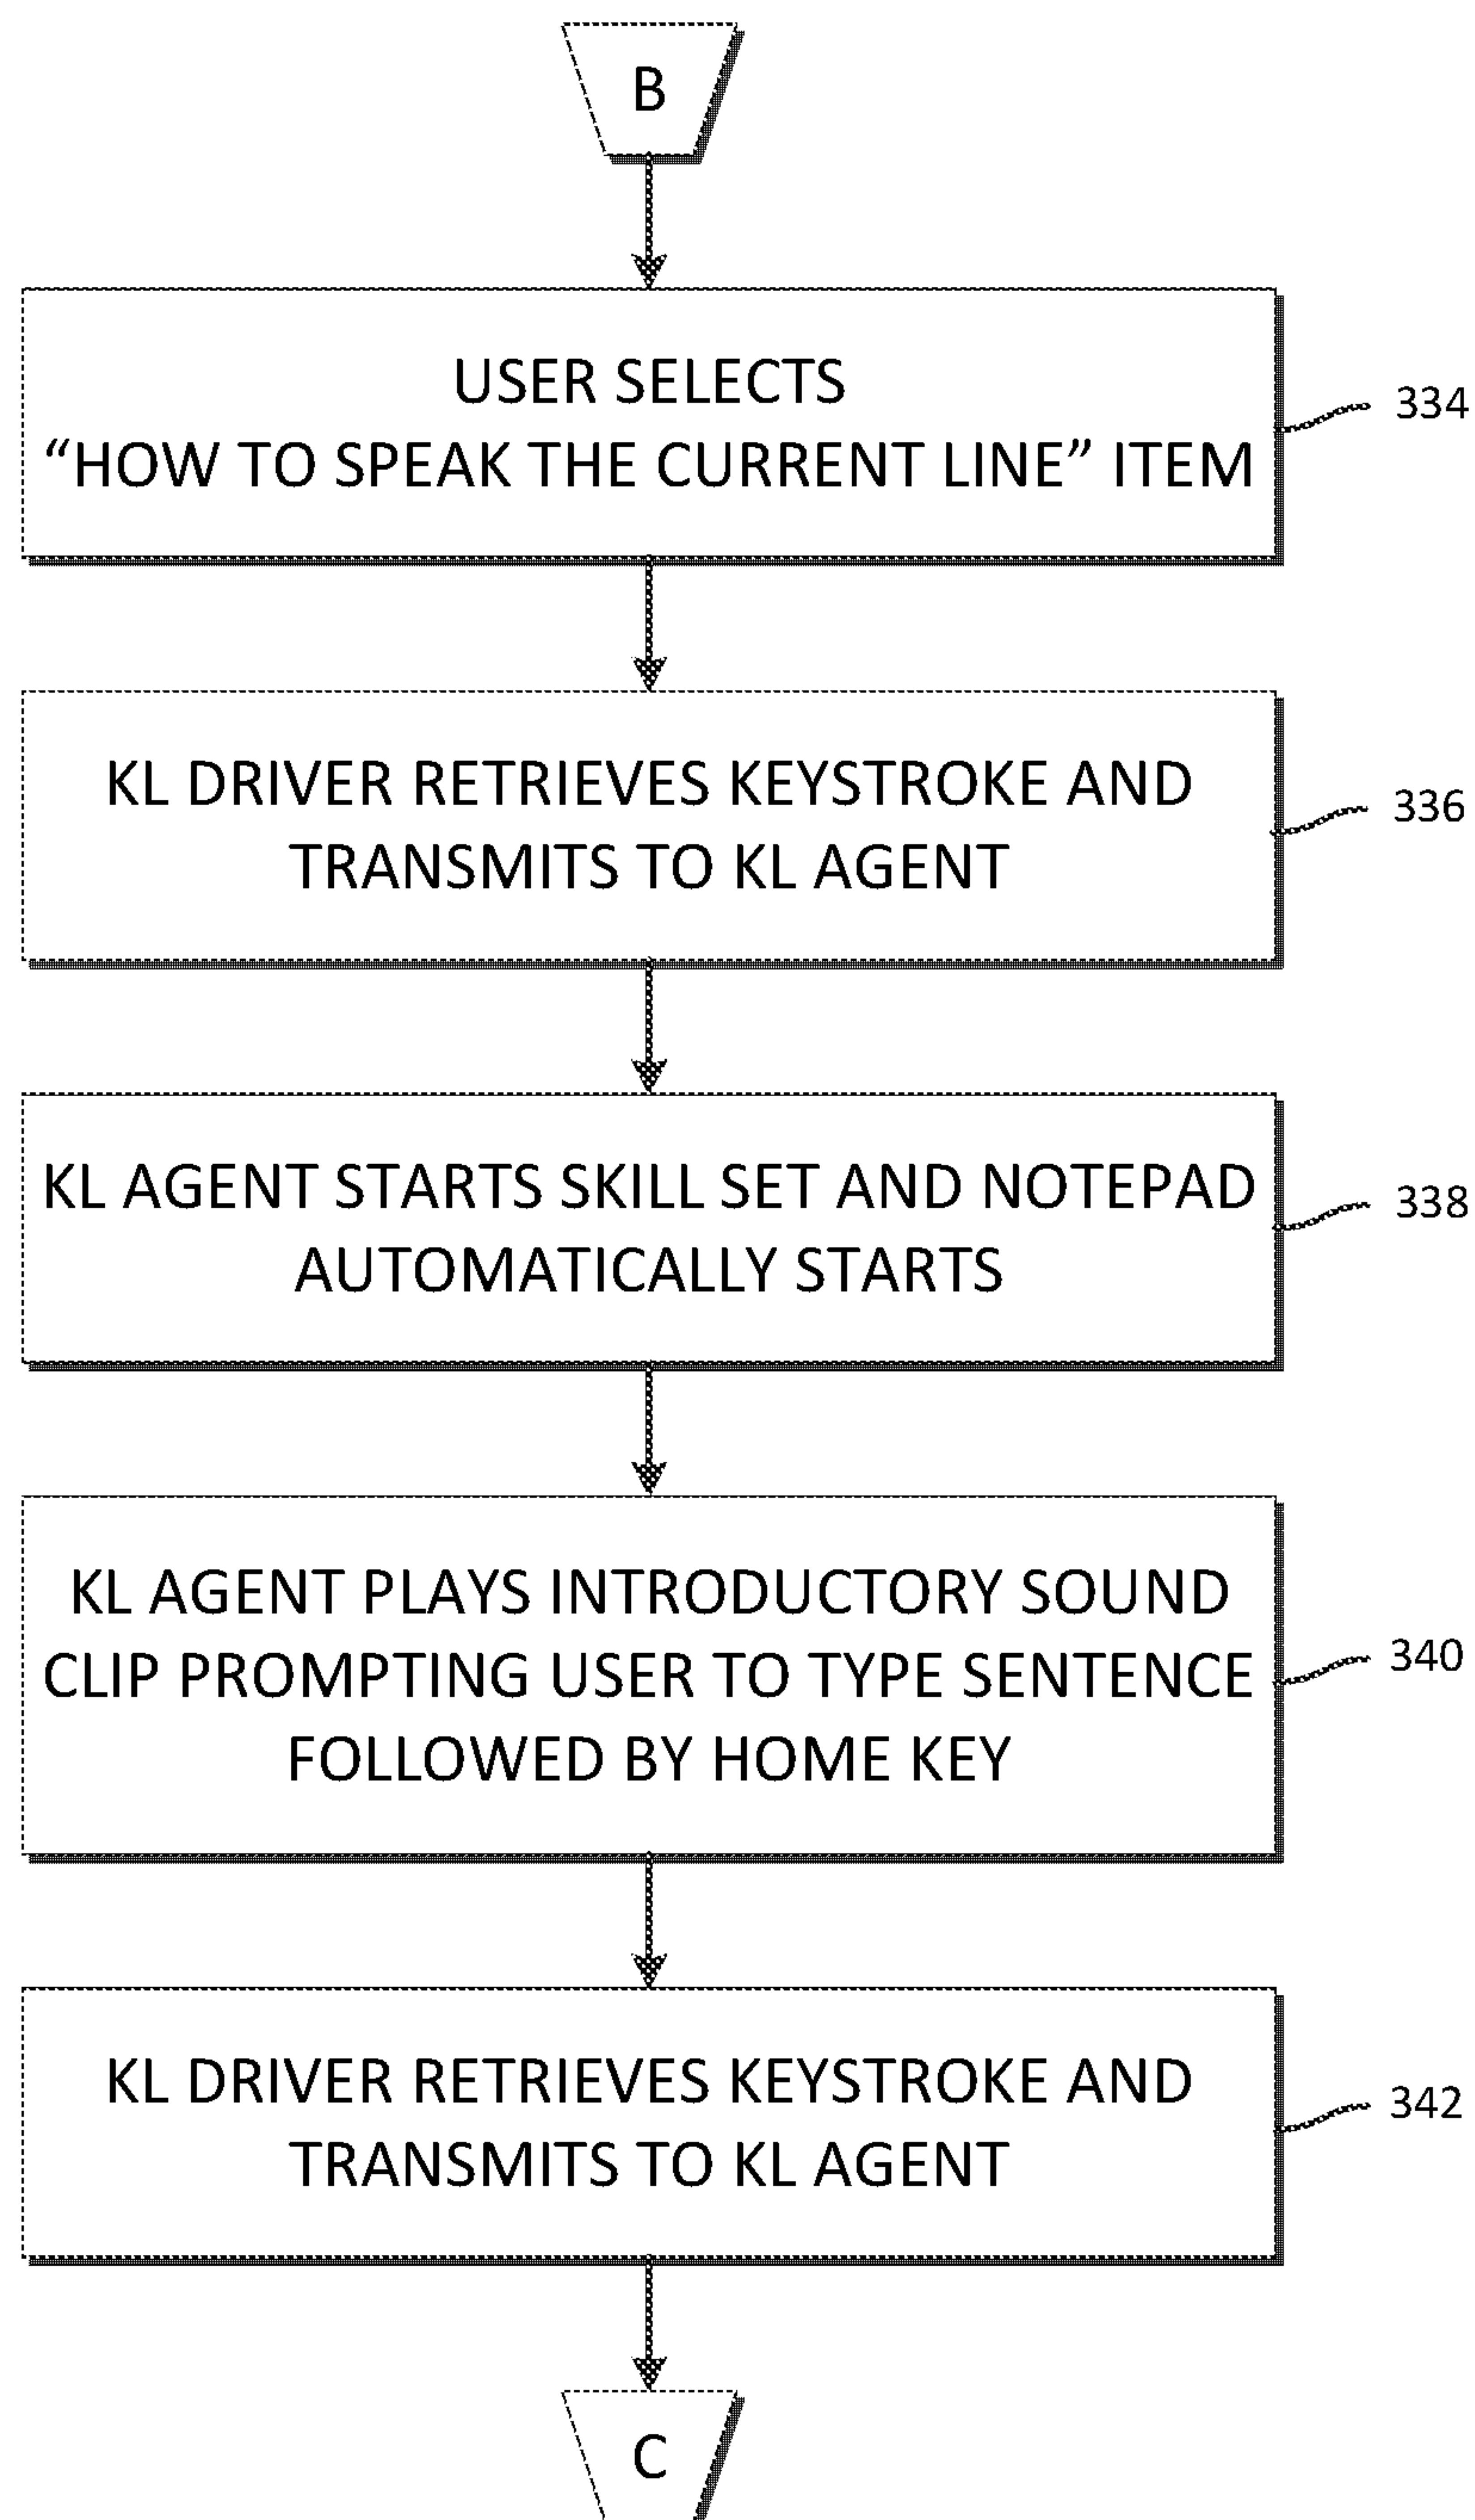 B
USER SELECTS
“HOW TO SPEAK THE CURRENT LINE” ITEM
334
KL DRIVER RETRIEVES KEYSTROKE AND
TRANSMITS TO KL AGENT
336
KL AGENT STARTS SKILL SET AND NOTEPAD
AUTOMATICALLY STARTS
338
KL AGENT PLAYS INTRODUCTORY SOUND
CLIP PROMPTING USER TO TYPE SENTENCE
FOLLOWED BY HOME KEY
340
KL DRIVER RETRIEVES KEYSTROKE AND
TRANSMITS TO KL AGENT
342
C